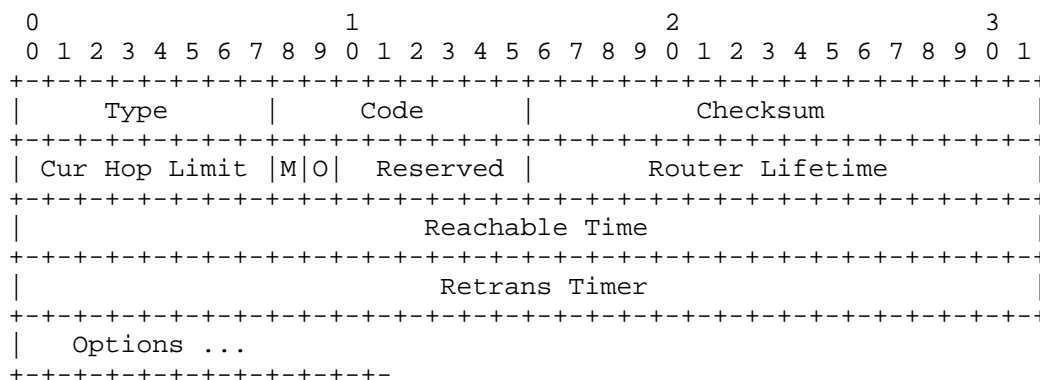 0                   1                   2                   3
 0 1 2 3 4 5 6 7 8 9 0 1 2 3 4 5 6 7 8 9 0 1 2 3 4 5 6 7 8 9 0 1
+-+-+-+-+-+-+-+-+-+-+-+-+-+-+-+-+-+-+-+-+-+-+-+-+-+-+-+-+-+-+-+-+
|     Type      |     Code      |          Checksum             |
+-+-+-+-+-+-+-+-+-+-+-+-+-+-+-+-+-+-+-+-+-+-+-+-+-+-+-+-+-+-+-+-+
| Cur Hop Limit |M|O|  Reserved |       Router Lifetime         |
+-+-+-+-+-+-+-+-+-+-+-+-+-+-+-+-+-+-+-+-+-+-+-+-+-+-+-+-+-+-+-+-+
|                         Reachable Time                        |
+-+-+-+-+-+-+-+-+-+-+-+-+-+-+-+-+-+-+-+-+-+-+-+-+-+-+-+-+-+-+-+-+
|                          Retrans Timer                        |
+-+-+-+-+-+-+-+-+-+-+-+-+-+-+-+-+-+-+-+-+-+-+-+-+-+-+-+-+-+-+-+-+
|   Options ...
+-+-+-+-+-+-+-+-+-+-+-+-